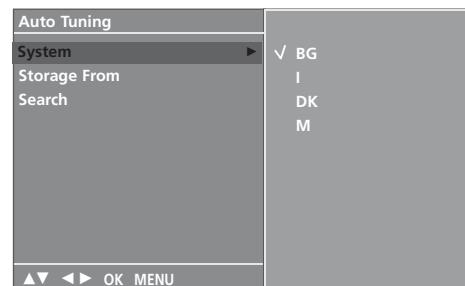 Auto Tuning
System ►
Storage From
Search
√ BG
I
DK
M
▲▼ ◄► OK MENU